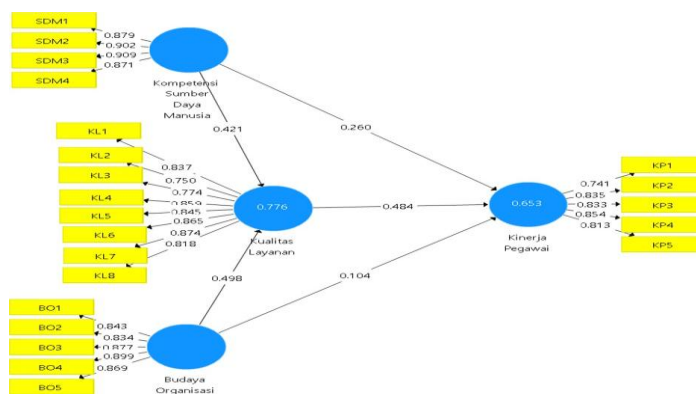 SDM1
SDM2
SDM3
SDM4
0.879
0.902
0.909
0.871
Kompetensi
Sumber
Daya
Manusia
0.421
0.260
KL1
KL2
KL3
KL4
KL5
KL6
KL7
KL8
0.837
0.750
0.774
0.859
0.845
0.865
0.874
0.818
0.776
Kualitas
Layanan
0.484
0.653
Kinerja
Pegawai
KP1
KP2
KP3
KP4
KP5
0.741
0.835
0.833
0.854
0.813
0.498
0.104
BO1
BO2
BO3
BO4
BO5
0.843
0.834
0.877
0.899
0.869
Budaya
Organisasi